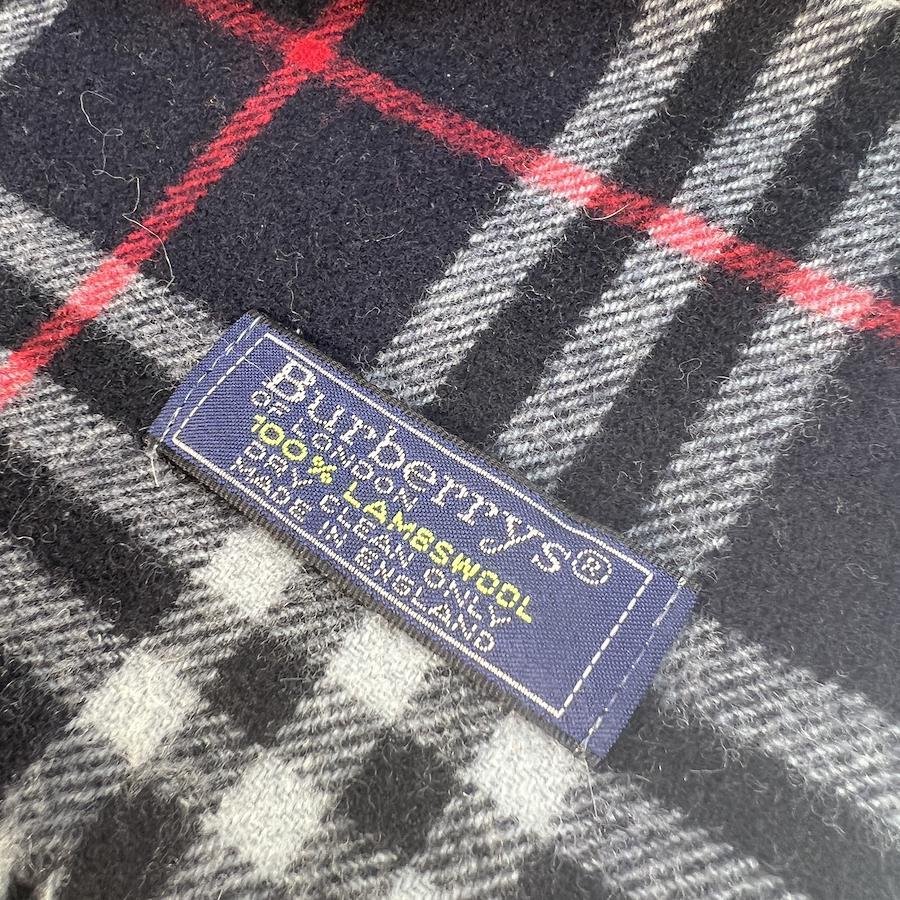 Burberrys®
OF LONDON
100% LAMBSWOOL
DRY CLEAN ONLY
MADE IN ENGLAND